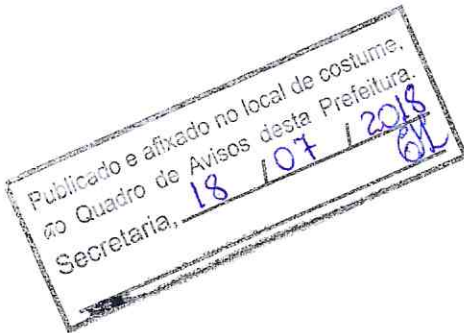 Publicado e afixado no local de costume,
ao Quadro de Avisos desta Prefeitura.
Secretaria, 18 / 07 / 2018